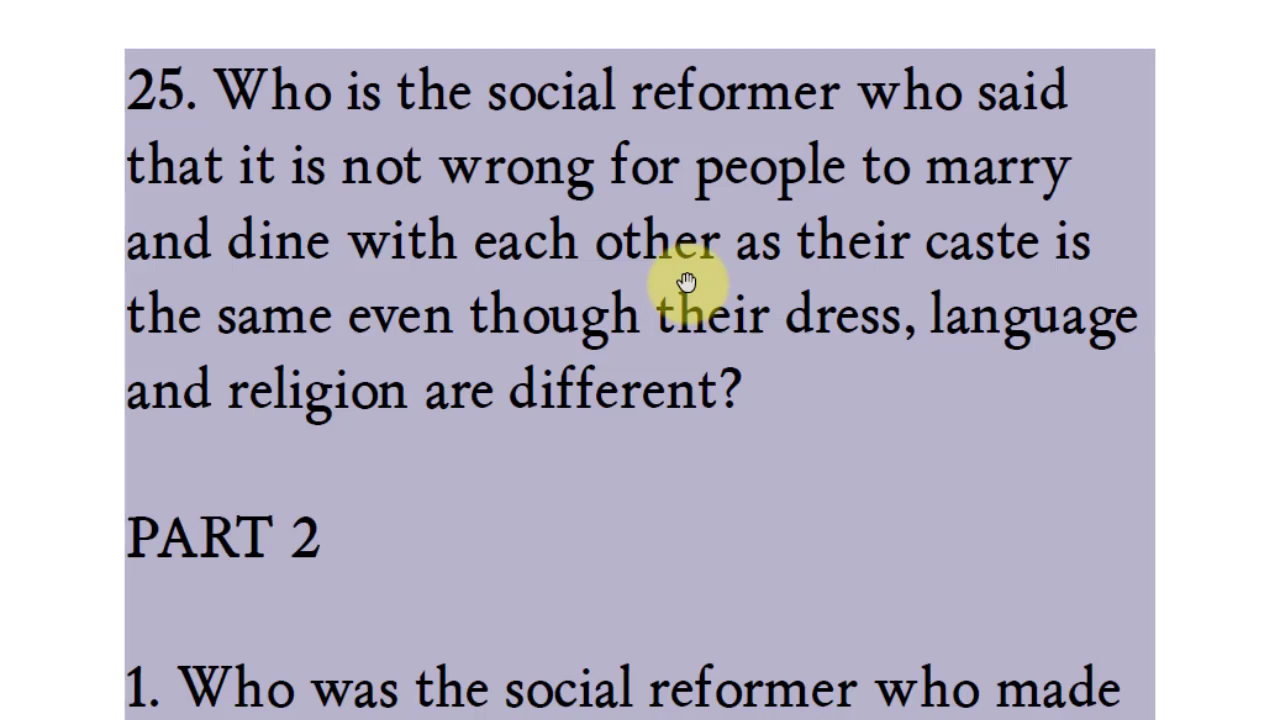 25. Who is the social reformer who said
that it is not wrong for people to marry
and dine with each other as their caste is
the same even though their dress, language
and religion are different?
PART 2
1. Who was the social reformer who made